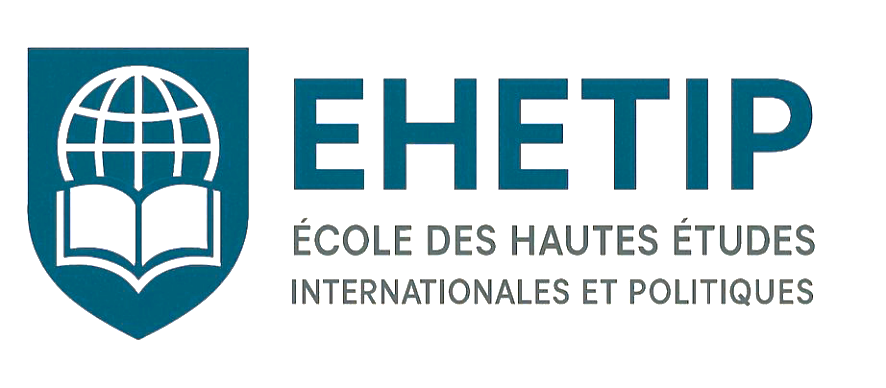 EHETIP
ÉCOLE DES HAUTES ÉTUDES
INTERNATIONALES ET POLITIQUES